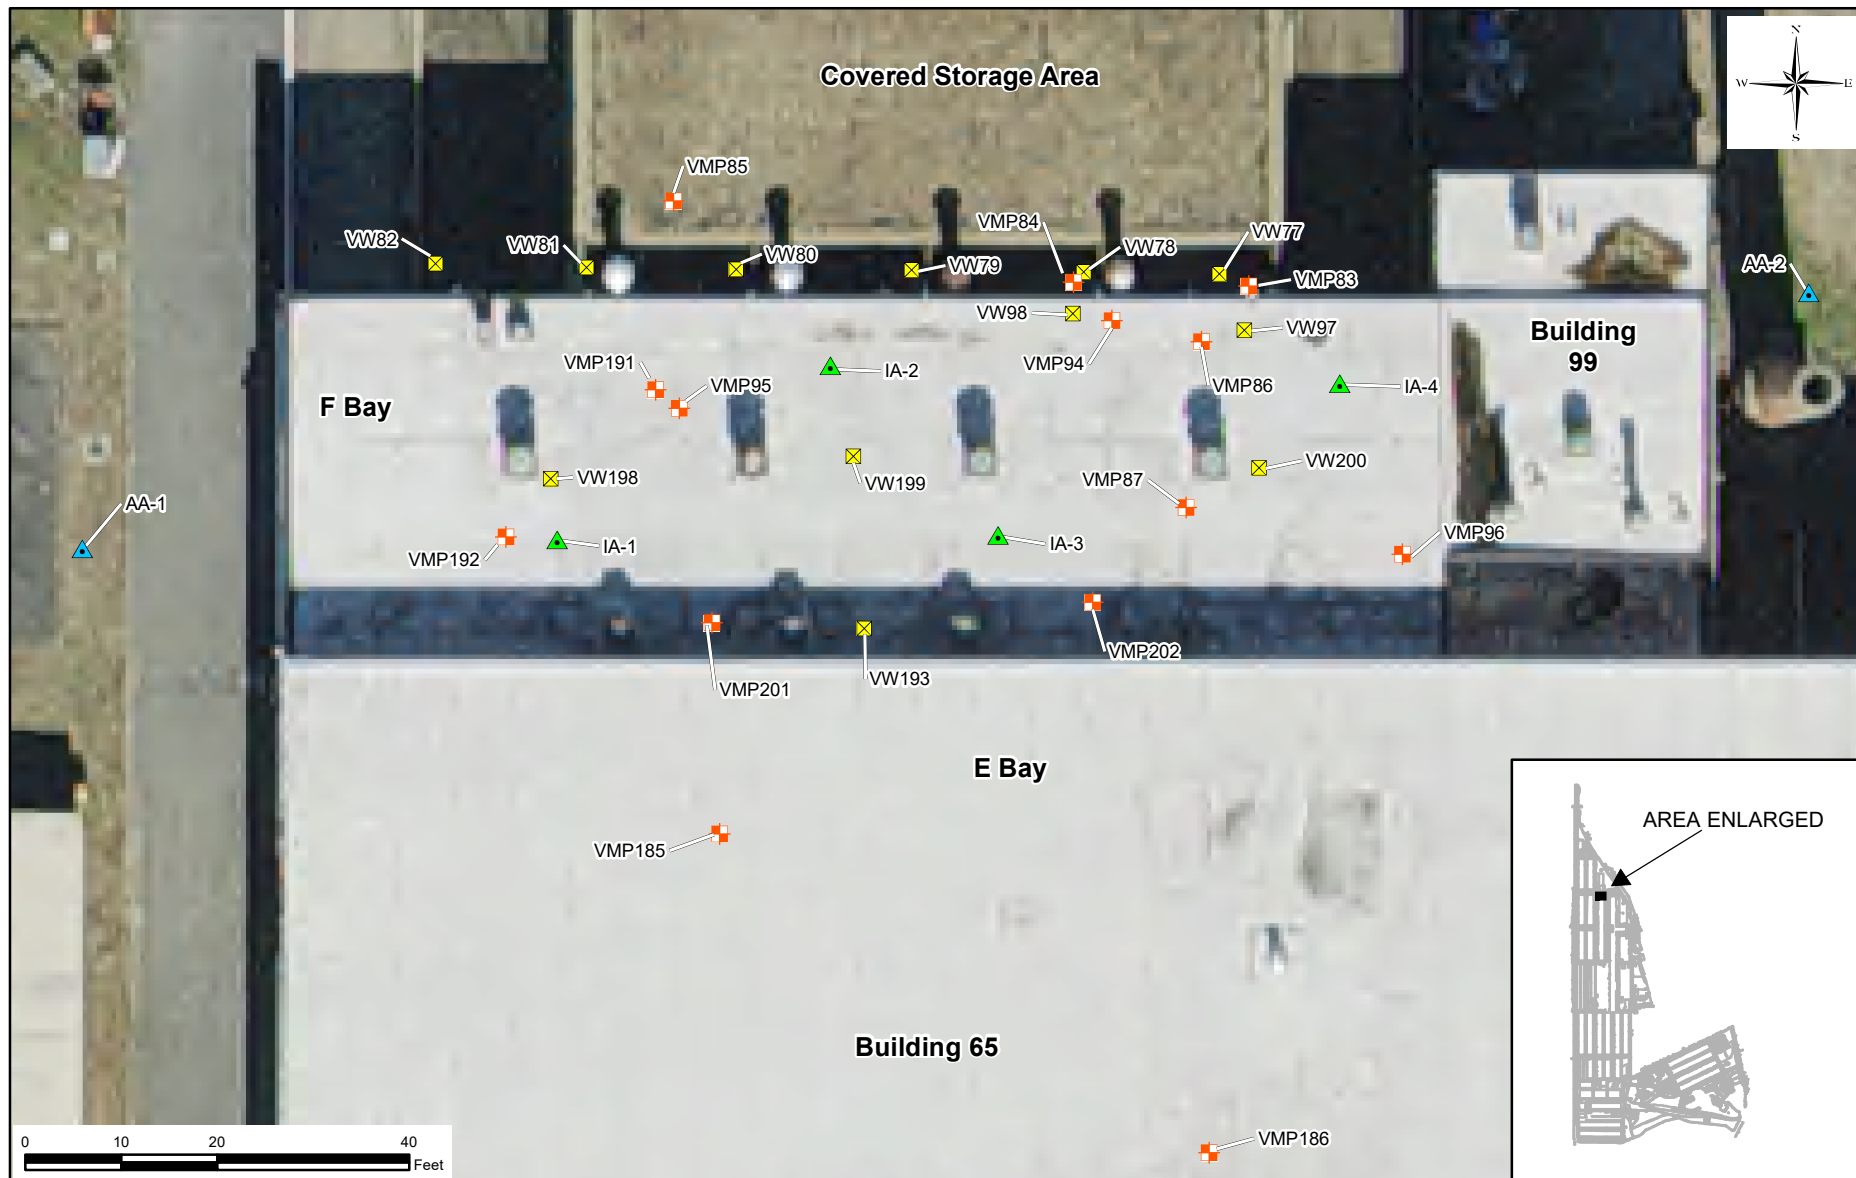 Covered Storage Area
N
W E
S
VMP85
VMP84
VW82
VW81
VW80
VW79
VW78
VW77
VMP83
AA-2
VW98
VW97
VMP94
VMP86
Building
99
VMP191
VMP95
IA-2
IA-4
F Bay
VW198
VW199
VMP87
VW200
AA-1
VMP192
IA-1
IA-3
VMP96
VMP202
VMP201
VW193
E Bay
AREA ENLARGED
VMP185
Building 65
VMP186
0 10 20 40
Feet